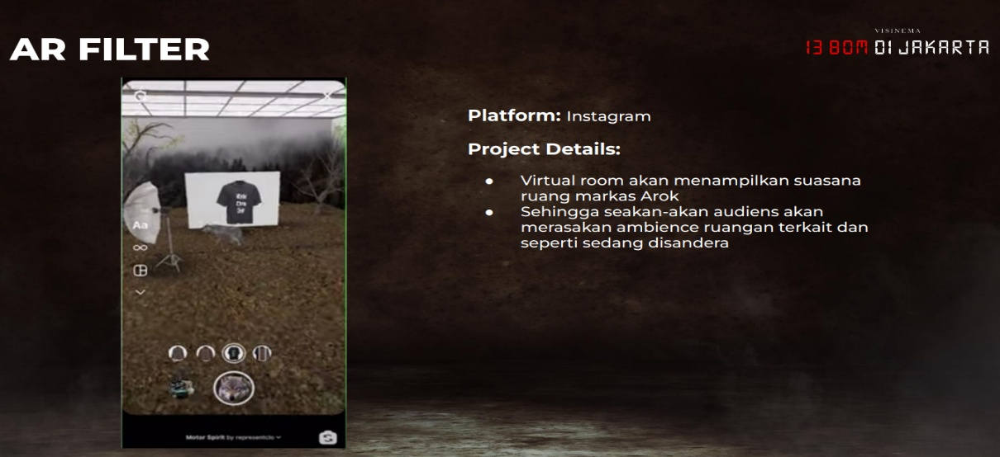 AR FILTER
VISINEMA
13 BOM DI JAKARTA
Platform: Instagram
Project Details:
● Virtual room akan menampilkan suasana
ruang markas Arok
● Sehingga seakan-akan audiens akan
merasakan ambience ruangan terkait dan
seperti sedang disandera
Aa
Motor Spirit by representclo